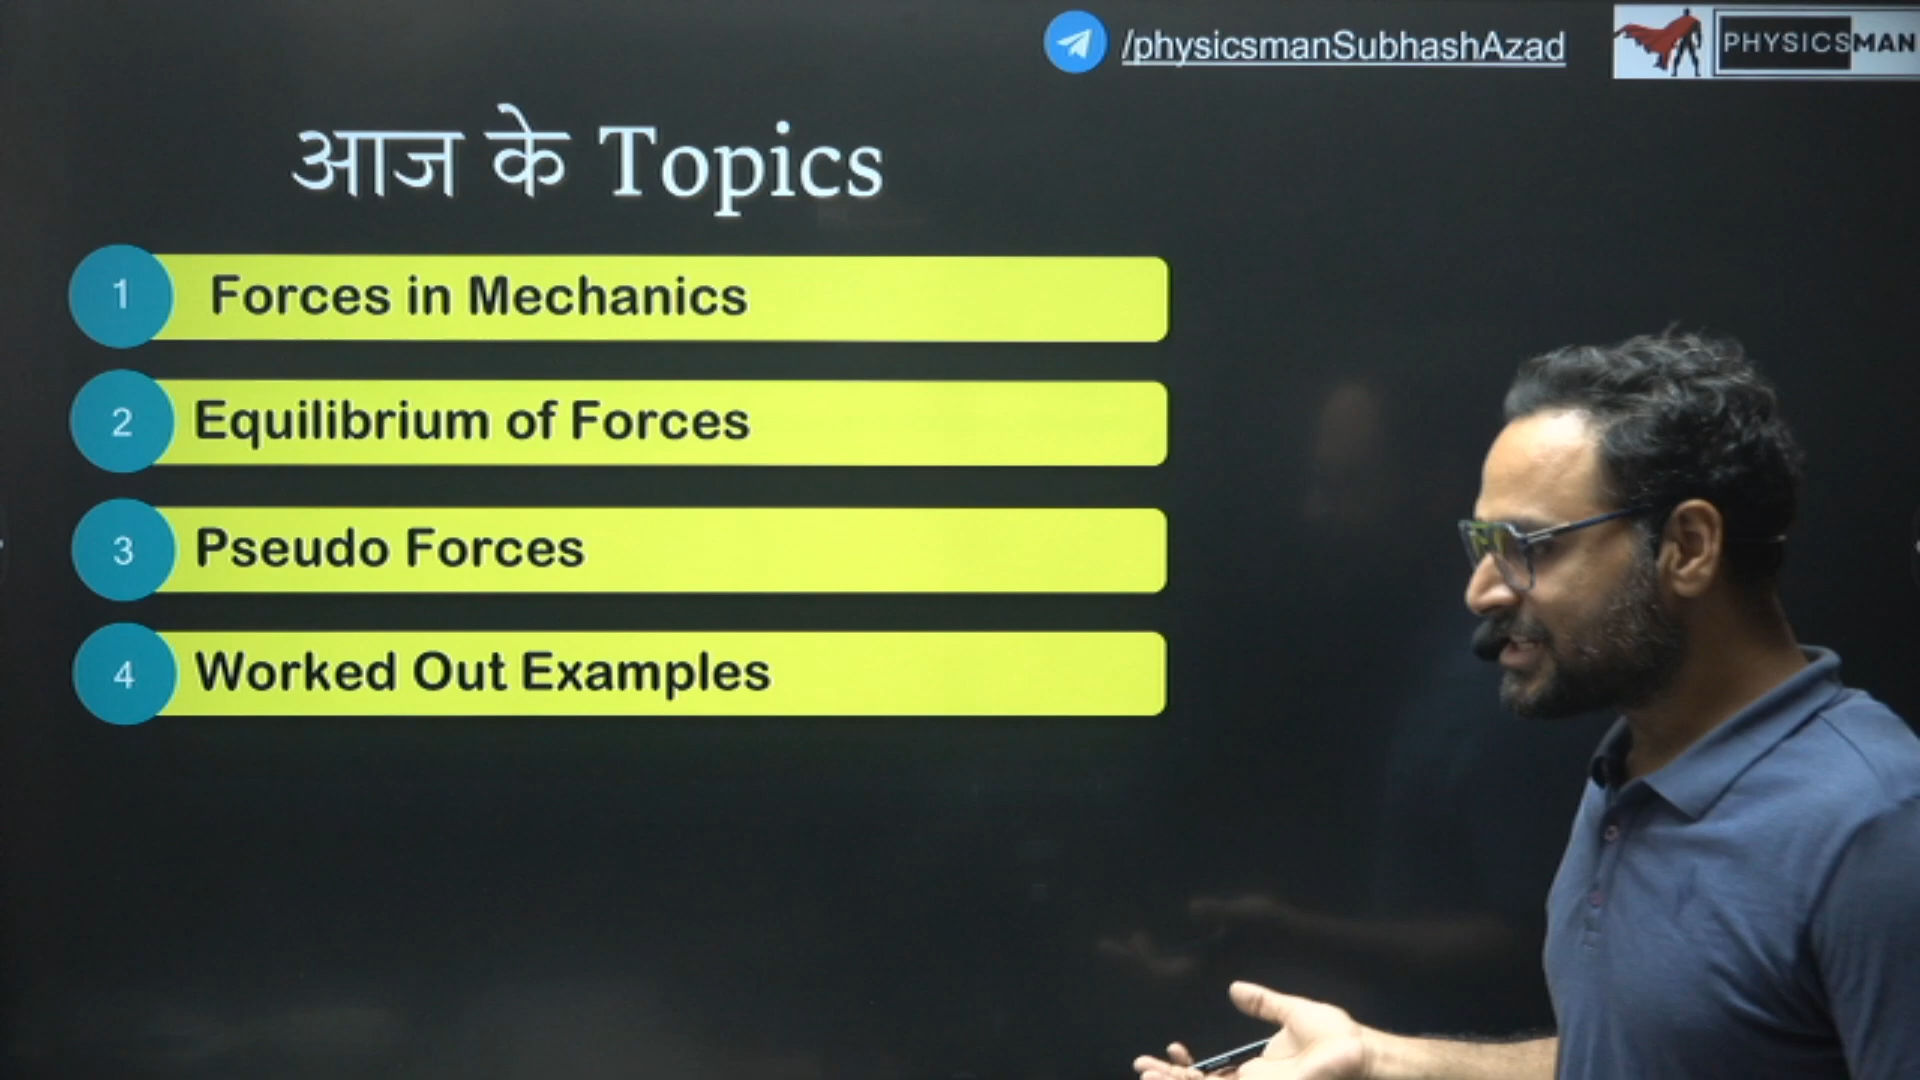 /physicsmanSubhashAzad
PHYSICSMAN
आज के Topics
1 Forces in Mechanics
2 Equilibrium of Forces
3 Pseudo Forces
4 Worked Out Examples